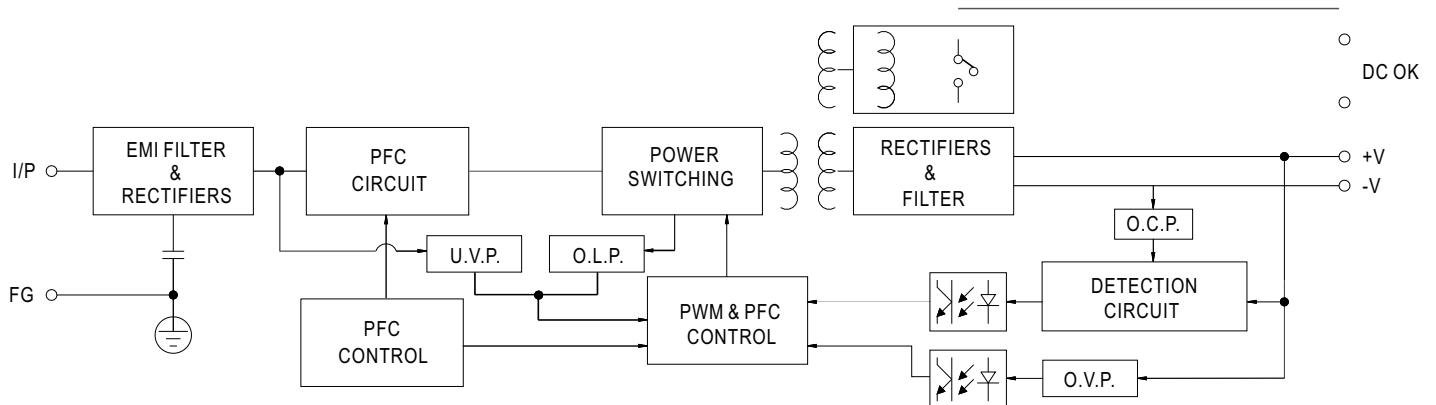 DC OK
I/P
EMI FILTER
&
RECTIFIERS
PFC
CIRCUIT
POWER
SWITCHING
RECTIFIERS
&
FILTER
+V
-V
O.C.P.
U.V.P.
O.L.P.
DETECTION
CIRCUIT
FG
PFC
CONTROL
PWM & PFC
CONTROL
O.V.P.